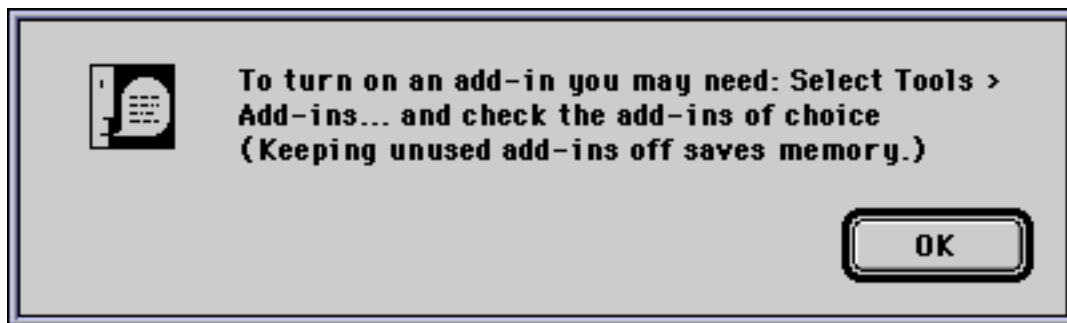 To turn on an add-in you may need: Select Tools >
Add-ins... and check the add-ins of choice
(Keeping unused add-ins off saves memory.)
OK